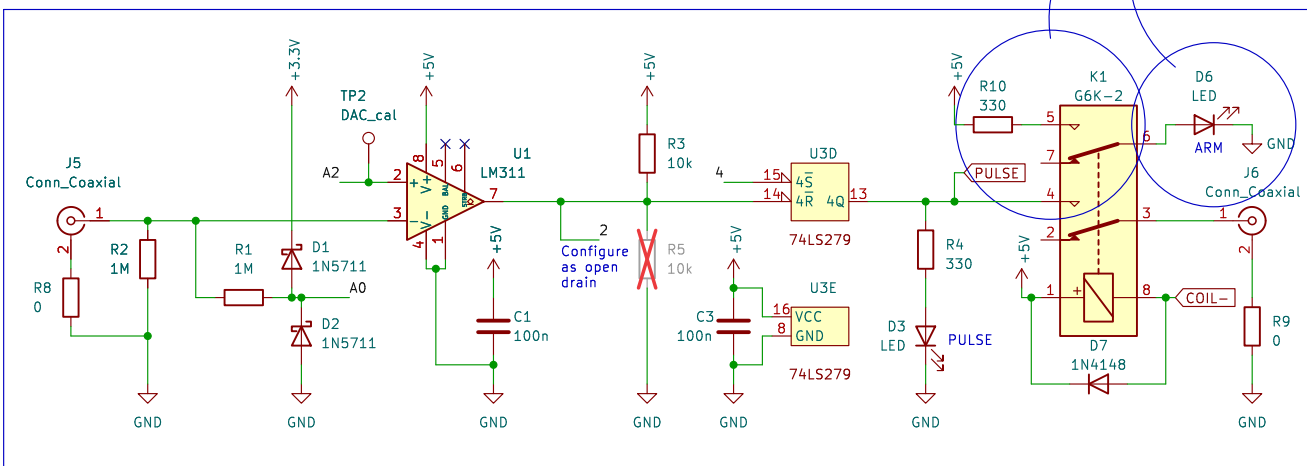 +3.3V
+5V
+5V
+5V
K1
G6K-2
D6
LED
R10
330
TP2
DAC_cal
J5
Conn_Coaxial
A2
8
5
6
U1
LM311
R3
10k
U3D
4
15
14
4S
4R
4Q
13
PULSE
5
7
4
6
ARM
GND
J6
Conn_Coaxial
2
+
V+
BAL
STRB
7
1
3
-
V-
GND
4
1
74LS279
2
3
1
2
R2
1M
R1
1M
D1
1N5711
+5V
2
Configure
as open
drain
R5
10k
+5V
R4
330
+5V
2
R8
0
A0
D2
1N5711
C1
100n
C3
100n
U3E
16
VCC
8
GND
D3
LED
PULSE
1
+
8
COIL-
R9
0
74LS279
D7
1N4148
GND
GND
GND
GND
GND
GND
GND